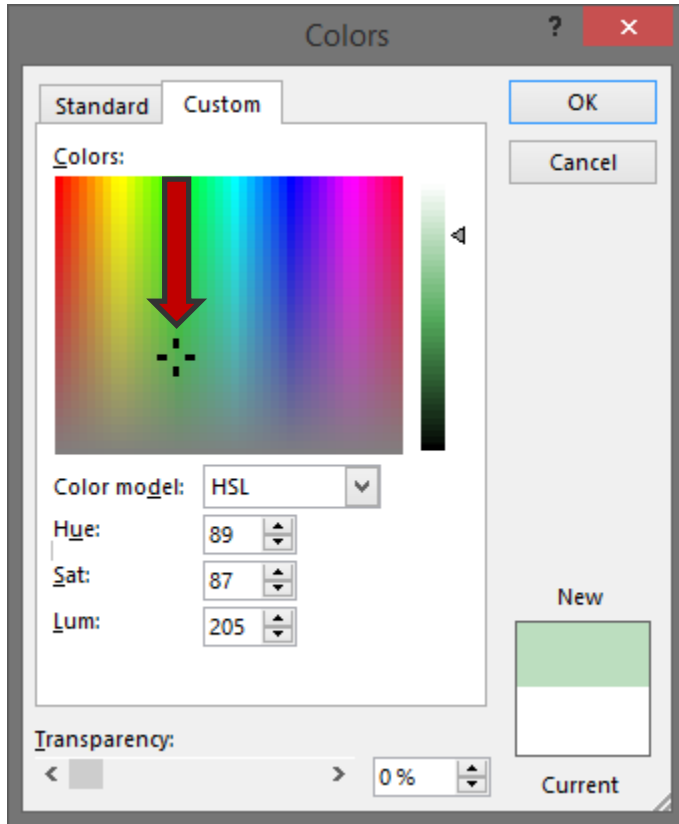 Colors ?
Standard Custom OK
Colors: Cancel
Color model: HSL
Hue: 89
Sat: 87
Lum: 205
New
Transparency:
0 %
Current